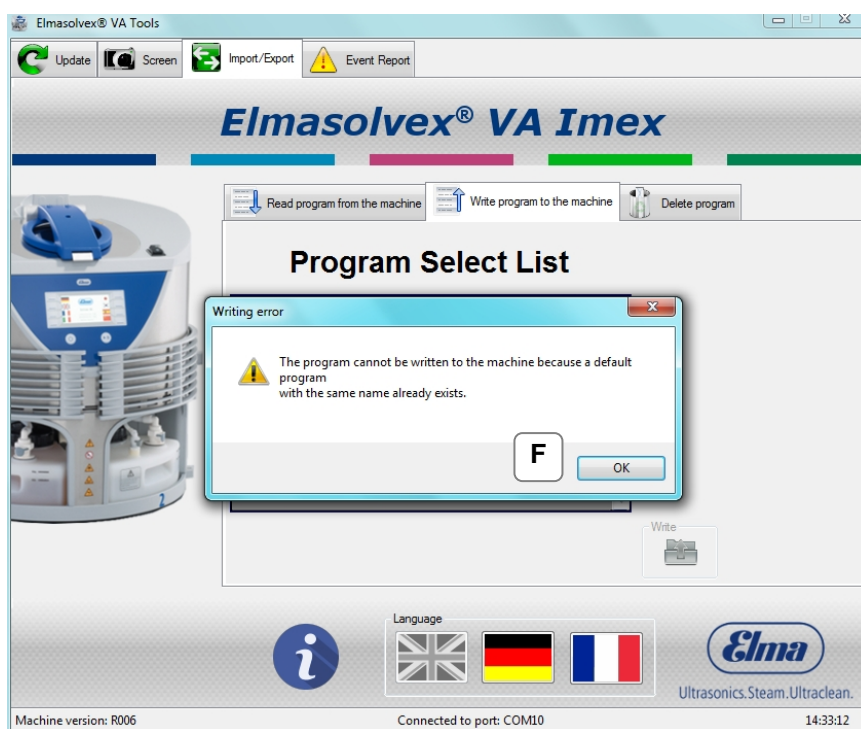 Elmasolvex® VA Tools
Update Screen Import/Export Event Report
Elmasolvex® VA Imex
Read program from the machine Write program to the machine Delete program
Program Select List
Writing error
The program cannot be written to the machine because a default
program
with the same name already exists.
F
OK
Write
Language
i
Elma
Ultrasonics.Steam.Ultraclean.
Machine version: R006 Connected to port: COM10 14:33:12
2